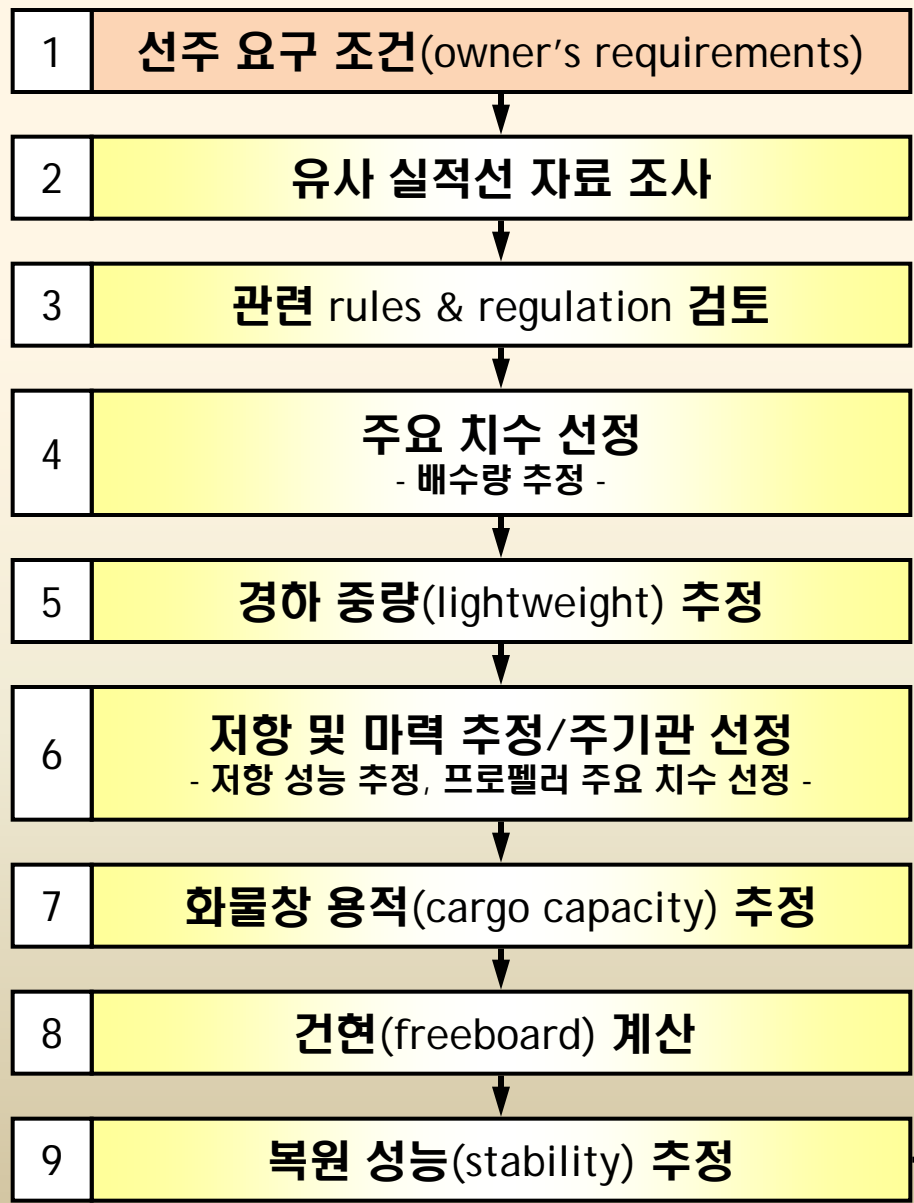 1 선주 요구 조건(owner's requirements)
2 유사 실적선 자료 조사
3 관련 rules & regulation 검토
4 주요 치수 선정
- 배수량 추정 -
5 경하 중량(lightweight) 추정
6 저항 및 마력 추정/주기관 선정
- 저항 성능 추정, 프로펠러 주요 치수 선정 -
7 화물창 용적(cargo capacity) 추정
8 건현(freeboard) 계산
9 복원 성능(stability) 추정